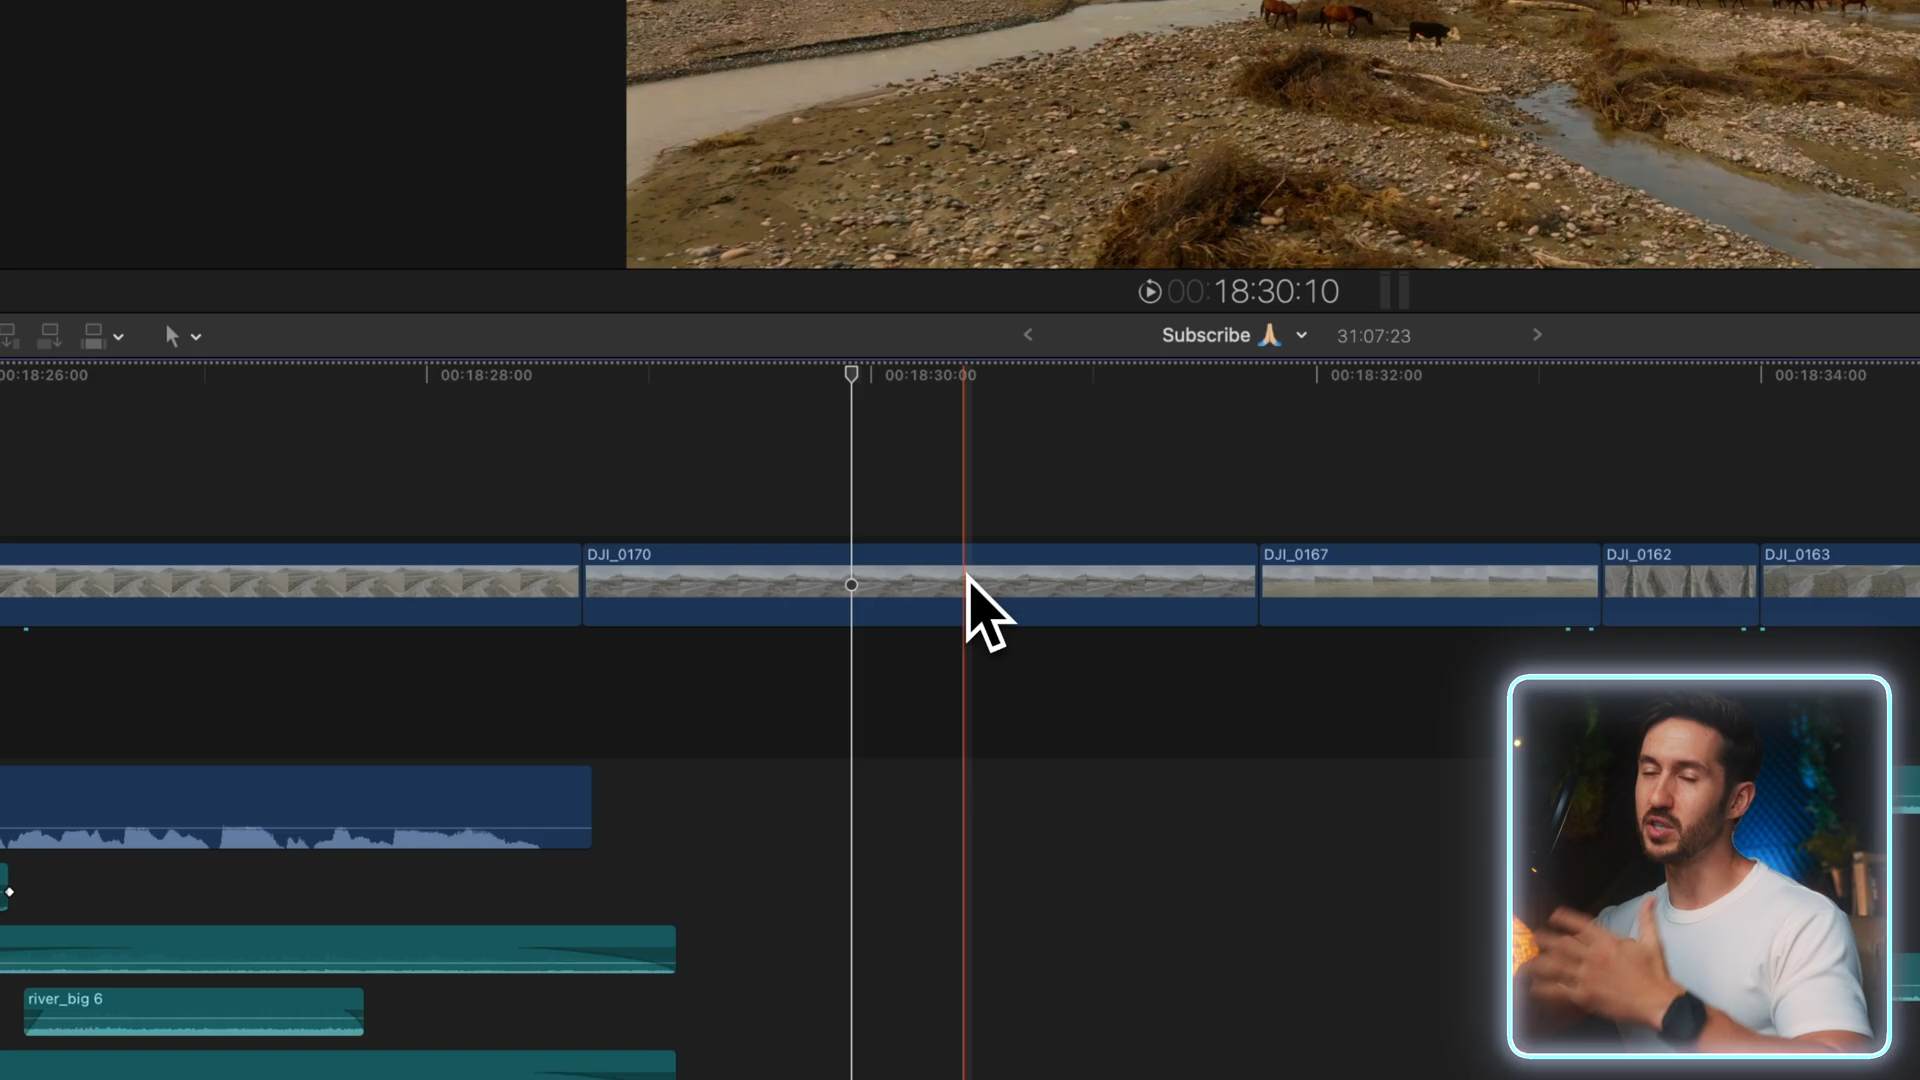 00:18:30:10
Subscribe 🙏🏼
31:07:23
00:18:26:00
00:18:28:00
00:18:30:00
00:18:32:00
00:18:34:00
DJI_0170
DJI_0167
DJI_0162
DJI_0163
river_big 6